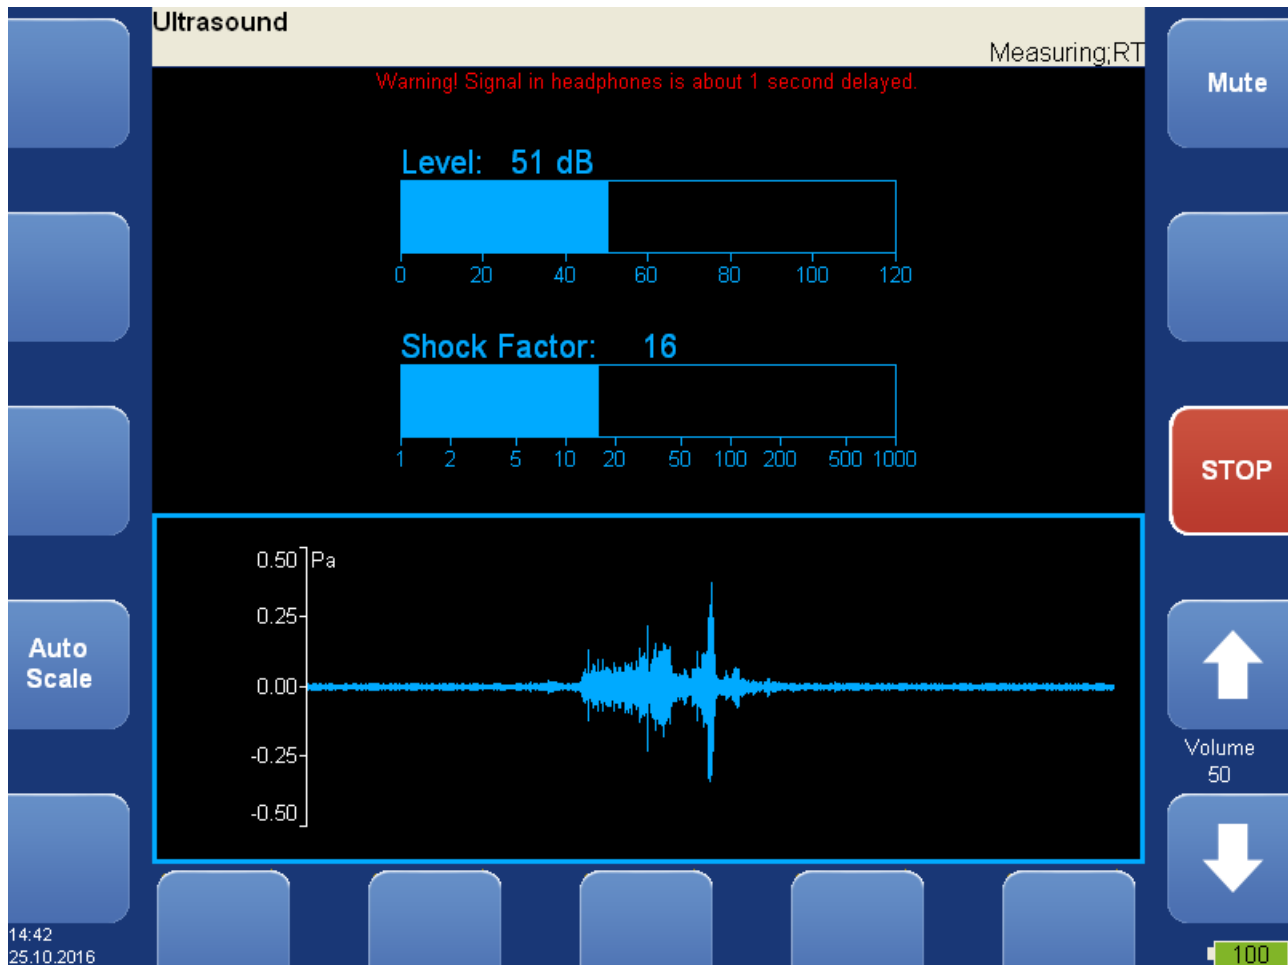 Ultrasound
Measuring;RT
Warning! Signal in headphones is about 1 second delayed.
Mute
Level: 51 dB
0 20 40 60 80 100 120
Shock Factor: 16
1 2 5 10 20 50 100 200 500 1000
STOP
0.50 Pa
0.25
0.00
-0.25
-0.50
Auto
Scale
Volume
50
14:42
25.10.2016
100